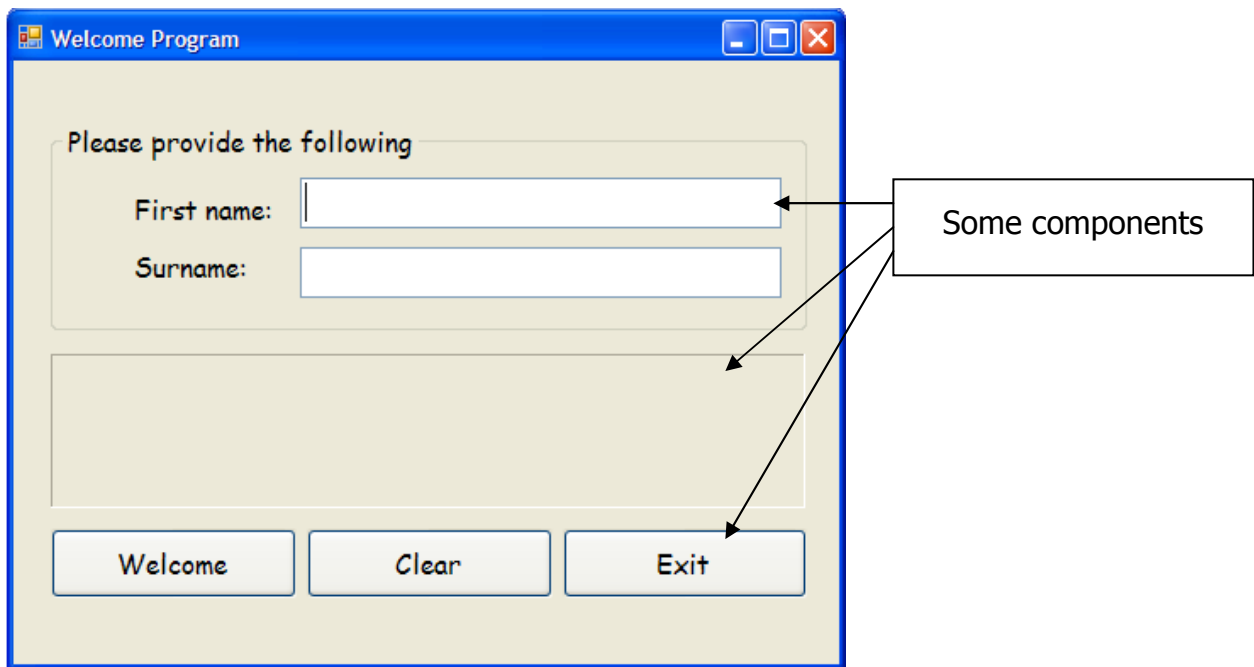 Welcome Program
Please provide the following
First name:
Surname:
Some components
Welcome
Clear
Exit